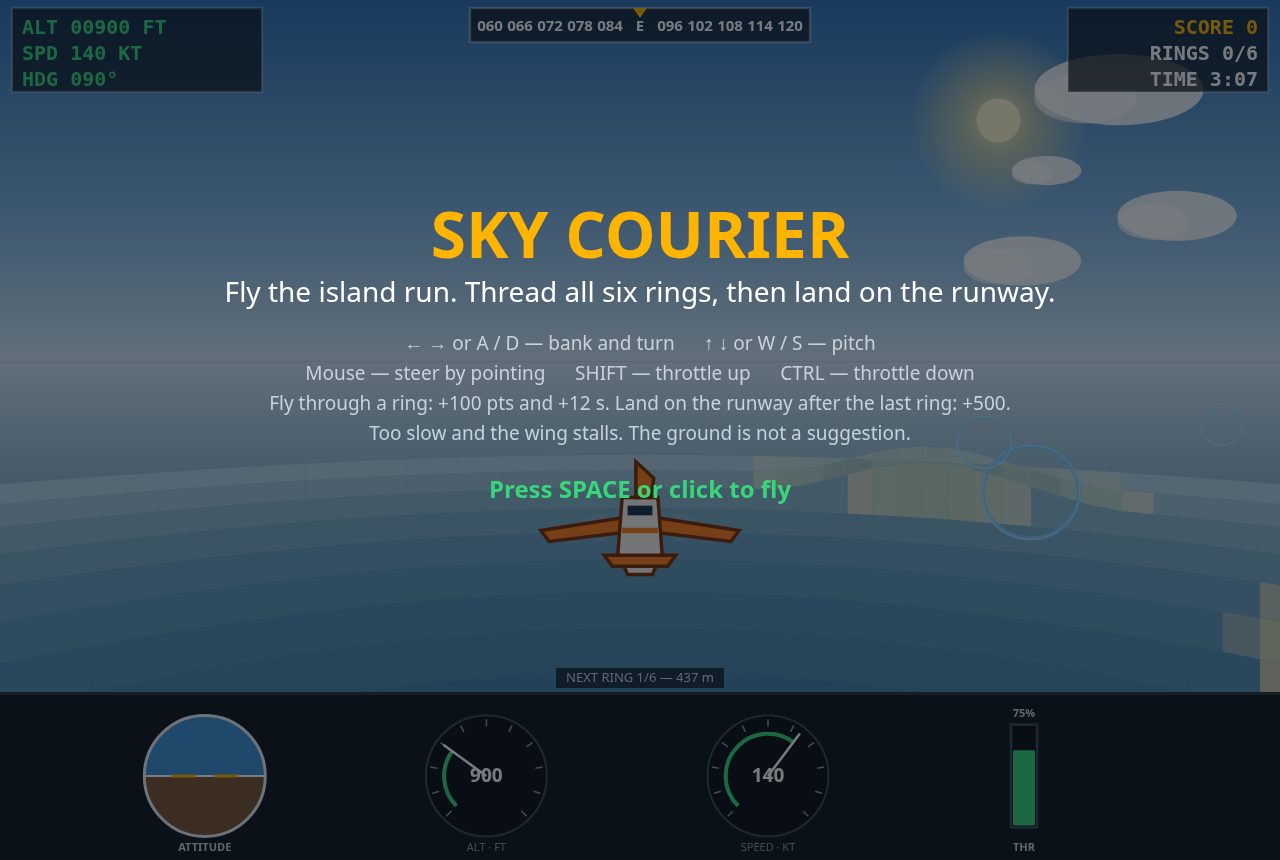 ALT 00900 FT
SPD 140 KT
HDG 090°
060 066 072 078 084 E 096 102 108 114 120
SCORE 0
RINGS 0/6
TIME 3:07
SKY COURIER
Fly the island run. Thread all six rings, then land on the runway.
← → or A / D — bank and turn ↑ ↓ or W / S — pitch
Mouse — steer by pointing SHIFT — throttle up CTRL — throttle down
Fly through a ring: +100 pts and +12 s. Land on the runway after the last ring: +500.
Too slow and the wing stalls. The ground is not a suggestion.
Press SPACE or click to fly
NEXT RING 1/6 — 437 m
75%
900
140
ATTITUDE
ALT · FT
SPEED · KT
THR